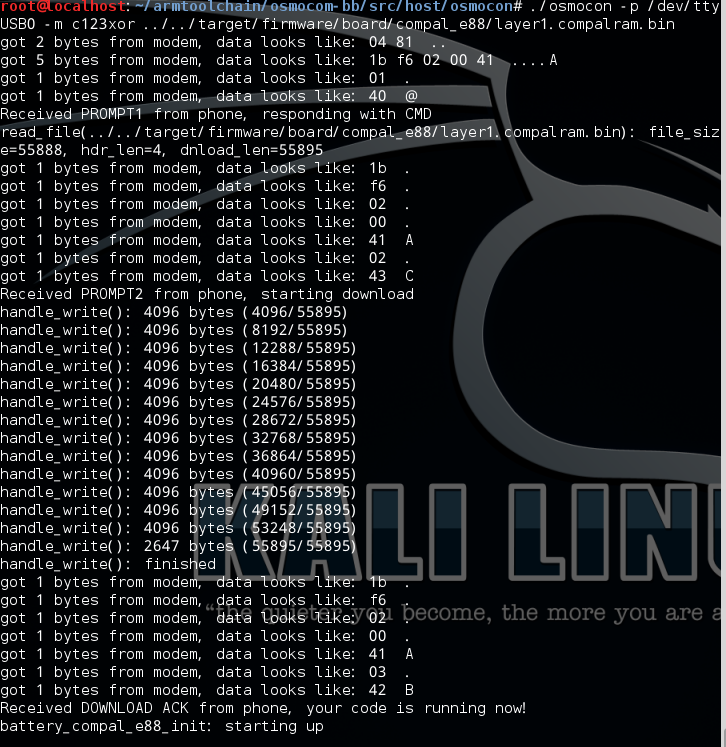 root@localhost:~/armtoolchain/osmocom-bb/src/host/osmocon# ./osmocon -p /dev/tty
USB0 -m c123xor ../../target/firmware/board/compal_e88/layer1.compalram.bin
got 2 bytes from modem, data looks like: 04 81  ..
got 5 bytes from modem, data looks like: 1b f6 02 00 41  ....A
got 1 bytes from modem, data looks like: 01  .
got 1 bytes from modem, data looks like: 40  @
Received PROMPT1 from phone, responding with CMD
read_file(../../target/firmware/board/compal_e88/layer1.compalram.bin): file_siz
e=55888, hdr_len=4, dnload_len=55895
got 1 bytes from modem, data looks like: 1b  .
got 1 bytes from modem, data looks like: f6  .
got 1 bytes from modem, data looks like: 02  .
got 1 bytes from modem, data looks like: 00  .
got 1 bytes from modem, data looks like: 41  A
got 1 bytes from modem, data looks like: 02  .
got 1 bytes from modem, data looks like: 43  C
Received PROMPT2 from phone, starting download
handle_write(): 4096 bytes (4096/55895)
handle_write(): 4096 bytes (8192/55895)
handle_write(): 4096 bytes (12288/55895)
handle_write(): 4096 bytes (16384/55895)
handle_write(): 4096 bytes (20480/55895)
handle_write(): 4096 bytes (24576/55895)
handle_write(): 4096 bytes (28672/55895)
handle_write(): 4096 bytes (32768/55895)
handle_write(): 4096 bytes (36864/55895)
handle_write(): 4096 bytes (40960/55895)
handle_write(): 4096 bytes (45056/55895)
handle_write(): 4096 bytes (49152/55895)
handle_write(): 4096 bytes (53248/55895)
handle_write(): 2647 bytes (55895/55895)
handle_write(): finished
got 1 bytes from modem, data looks like: 1b  .
got 1 bytes from modem, data looks like: f6  .
got 1 bytes from modem, data looks like: 02  .
got 1 bytes from modem, data looks like: 00  .
got 1 bytes from modem, data looks like: 41  A
got 1 bytes from modem, data looks like: 03  .
got 1 bytes from modem, data looks like: 42  B
Received DOWNLOAD ACK from phone, your code is running now!
battery_compal_e88_init: starting up
KALI LINU
"the quieter you become, the more you are a